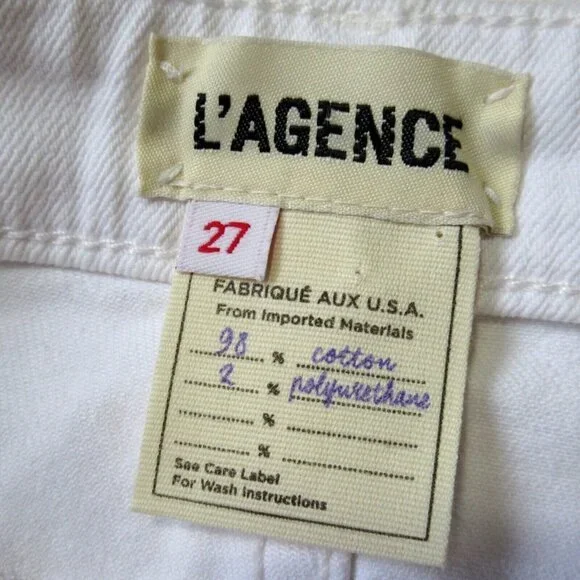 L'AGENCE
27
FABRIQUÉ AUX U.S.A.
From Imported Materials
98 % cotton
2 % polyurethane
%
%
See Care Label
For Wash Instructions